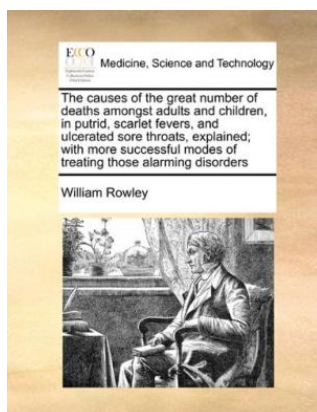 ECCO
Medicine, Science and Technology
The causes of the great number of
deaths amongst adults and children,
in putrid, scarlet fevers, and
ulcerated sore throats, explained;
with more successful modes of
treating those alarming disorders
William Rowley